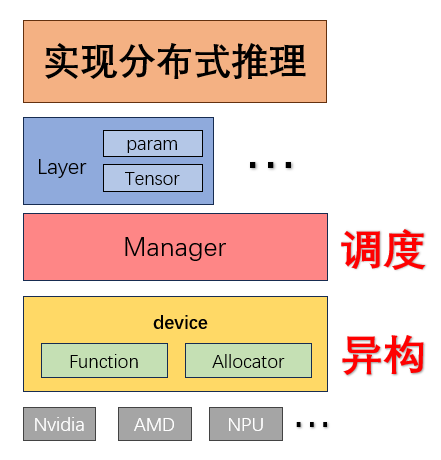 实现分布式推理
Layer
param
Tensor
...
Manager
调度
device
异构
Function
Allocator
Nvidia
AMD
NPU
...